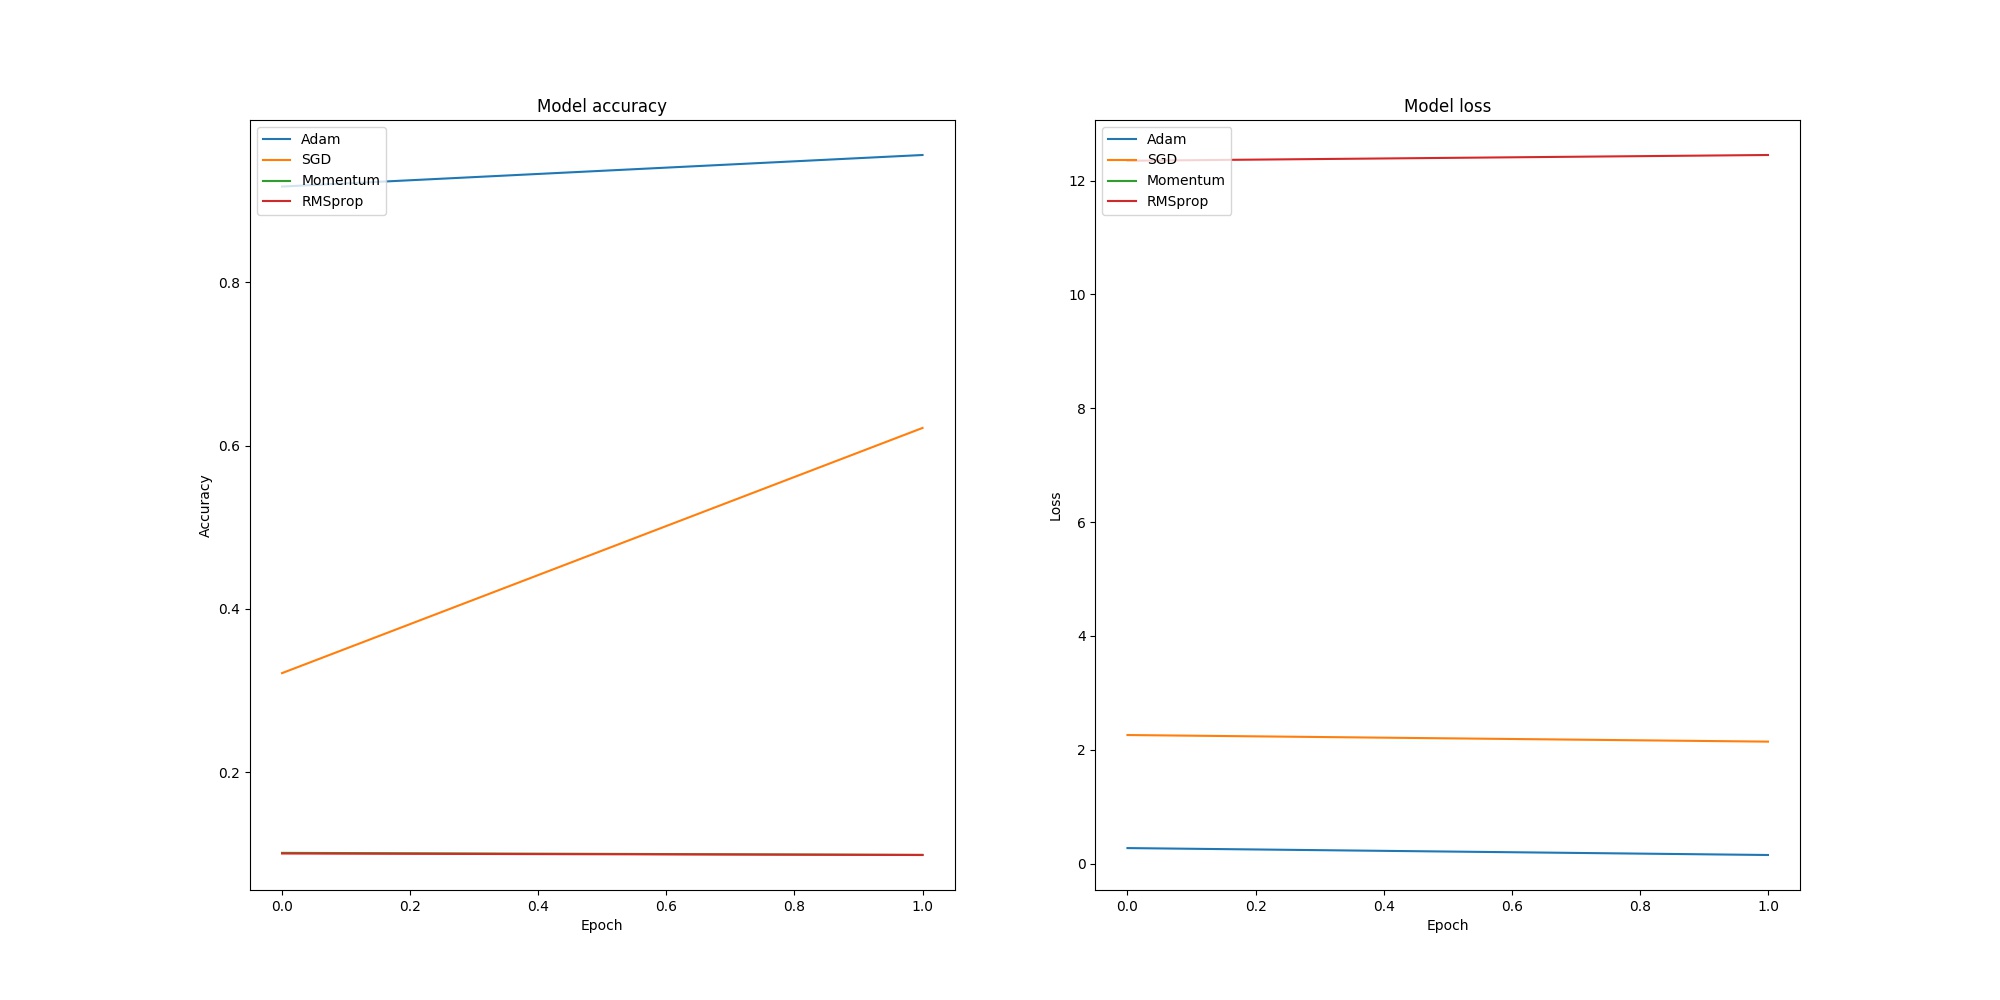 Model accuracy
Adam
SGD
Momentum
RMSprop
0.8
0.6
0.4
0.2
Accuracy
0.0 0.2 0.4 0.6 0.8 1.0
Epoch
Model loss
Adam
SGD
Momentum
RMSprop
12
10
8
6
4
2
0
Loss
0.0 0.2 0.4 0.6 0.8 1.0
Epoch